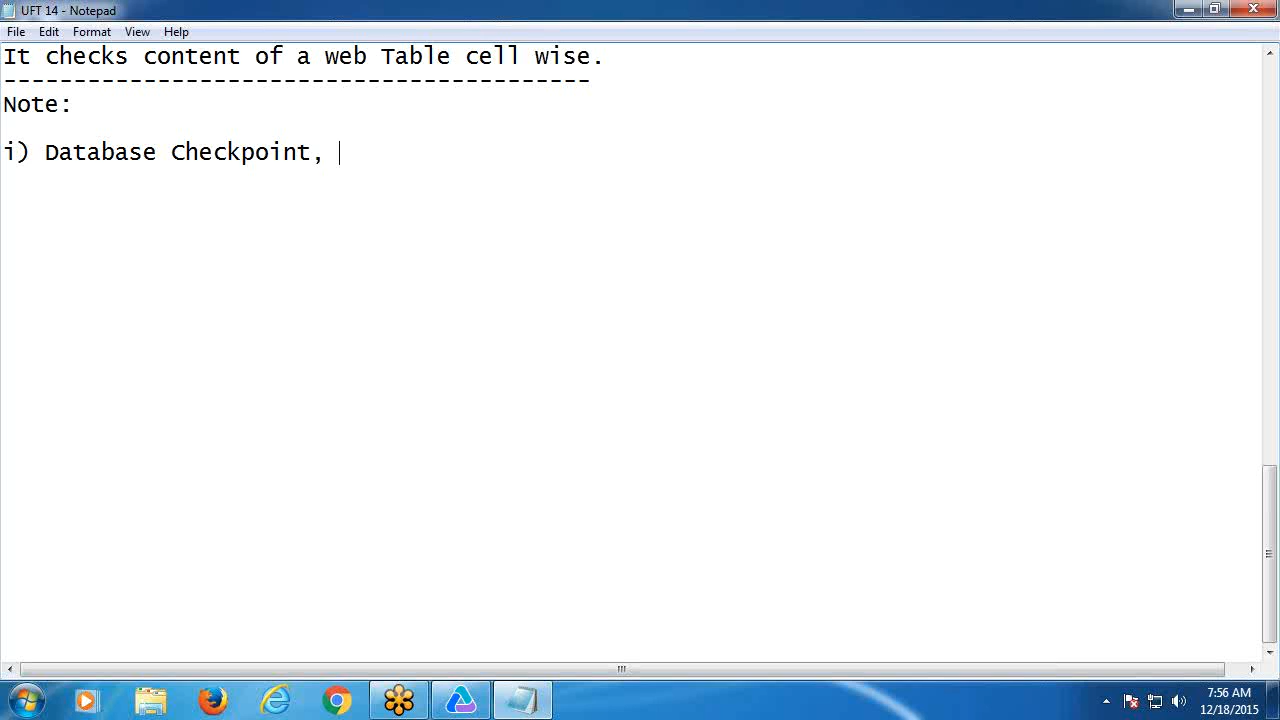 UFT 14 - Notepad
File Edit Format View Help
It checks content of a web Table cell wise.
------------------------------------------
Note:
i) Database Checkpoint,
7:56 AM
12/18/2015